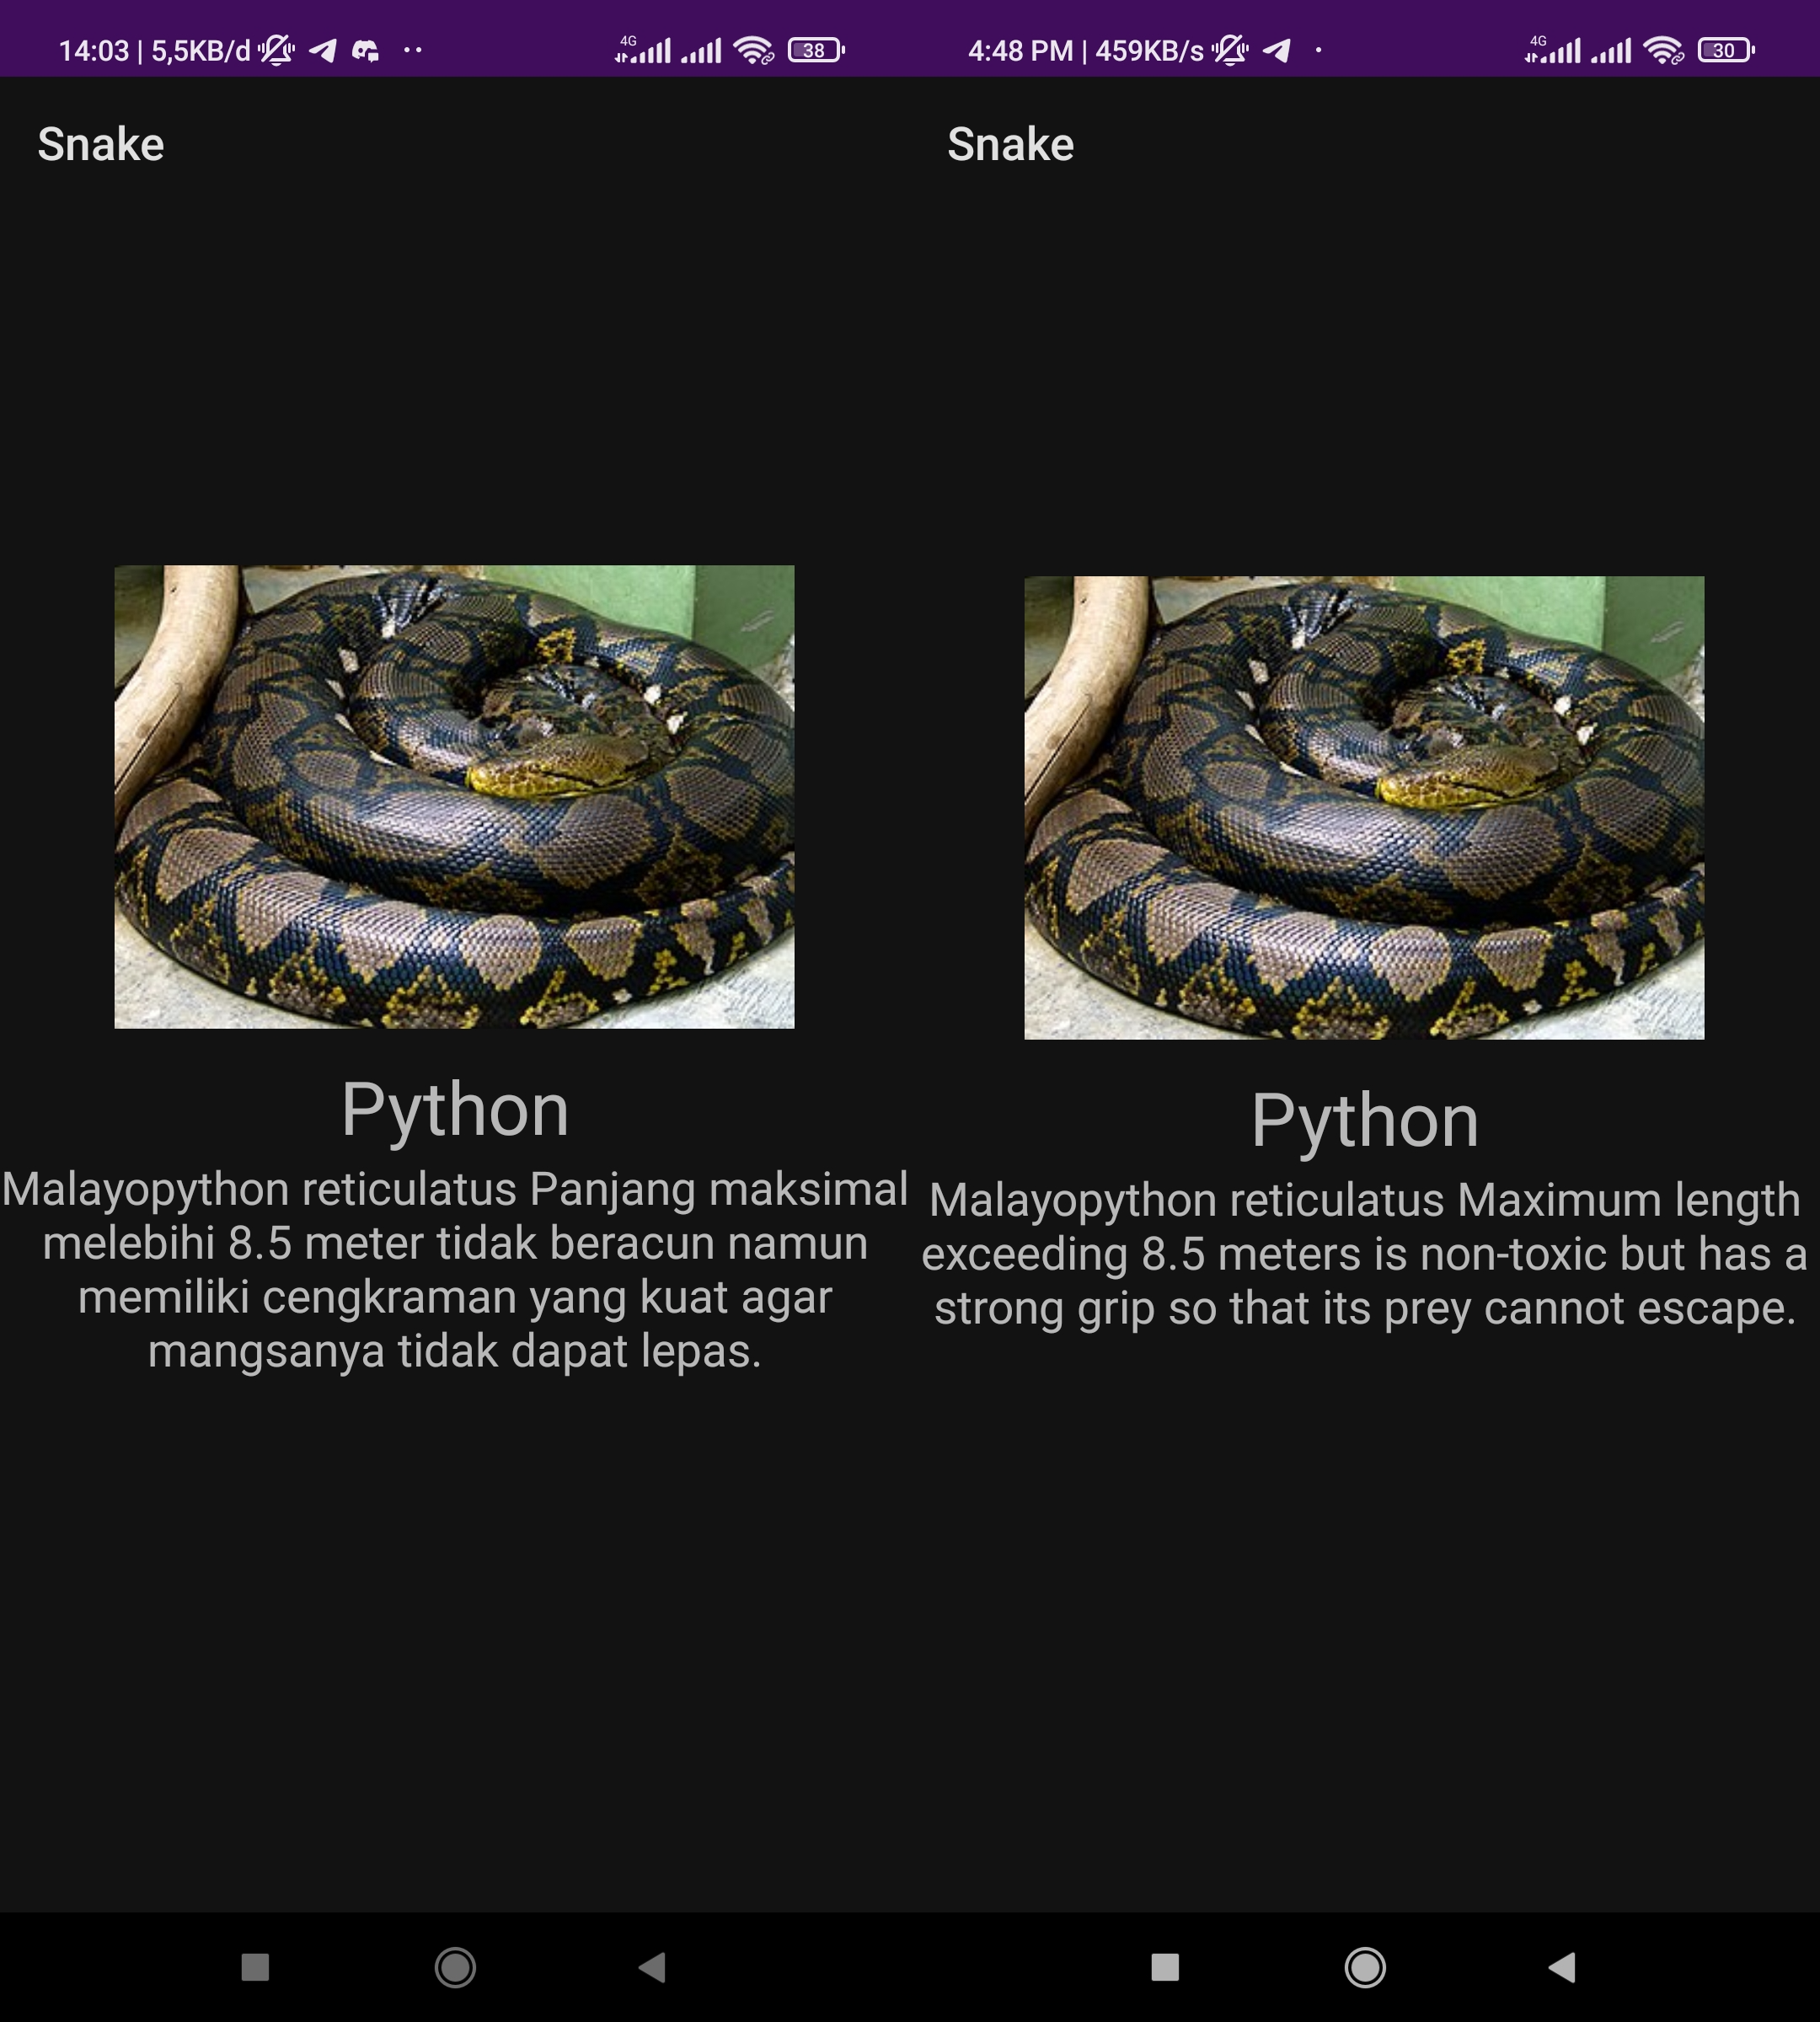 14:03 | 5,5KB/d
4G
38
Snake
Python
Malayopython reticulatus Panjang maksimal
melebihi 8.5 meter tidak beracun namun
memiliki cengkraman yang kuat agar
mangsanya tidak dapat lepas.
4:48 PM | 459KB/s
4G
30
Snake
Python
Malayopython reticulatus Maximum length
exceeding 8.5 meters is non-toxic but has a
strong grip so that its prey cannot escape.